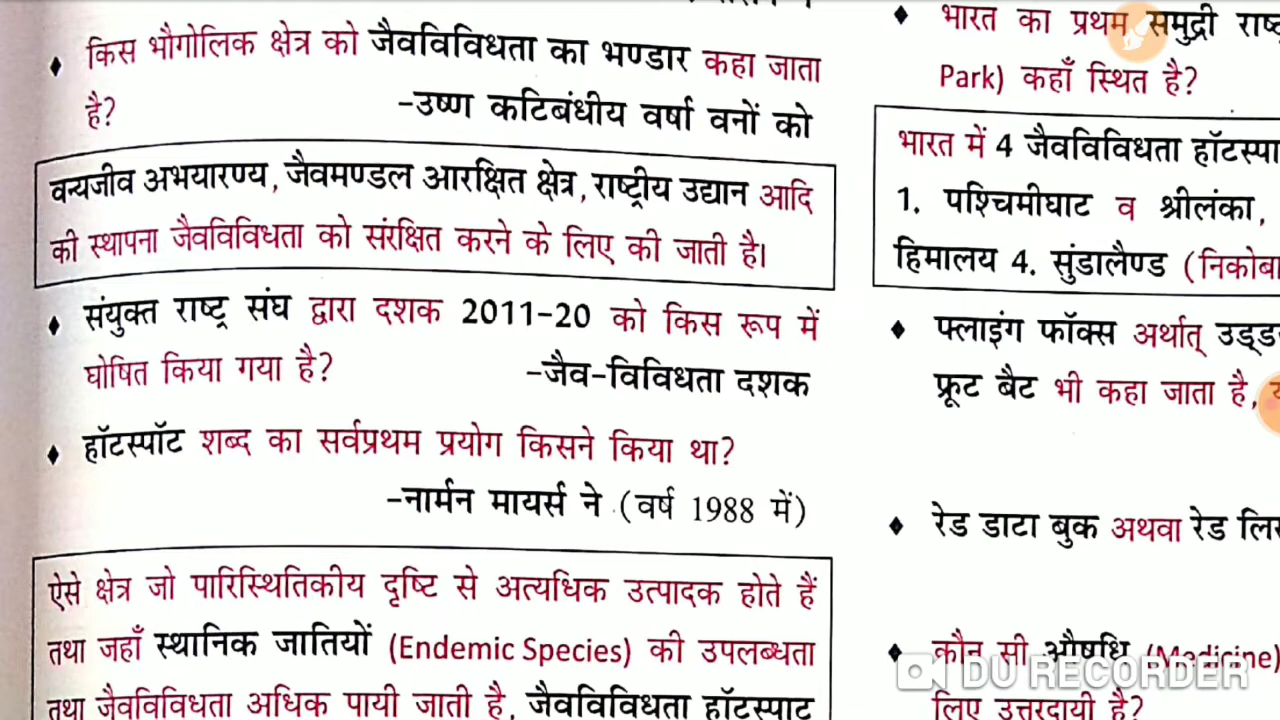 ♦ किस भौगोलिक क्षेत्र को जैवविविधता का भण्डार कहा जाता
है? -उष्ण कटिबंधीय वर्षा वनों को
वन्यजीव अभयारण्य, जैवमण्डल आरक्षित क्षेत्र, राष्ट्रीय उद्यान आदि
की स्थापना जैवविविधता को संरक्षित करने के लिए की जाती है।
♦ संयुक्त राष्ट्र संघ द्वारा दशक 2011-20 को किस रूप में
घोषित किया गया है? -जैव-विविधता दशक
♦ हॉटस्पॉट शब्द का सर्वप्रथम प्रयोग किसने किया था?
-नार्मन मायर्स ने (वर्ष 1988 में)
ऐसे क्षेत्र जो पारिस्थितिकीय दृष्टि से अत्यधिक उत्पादक होते हैं
तथा जहाँ स्थानिक जातियों (Endemic Species) की उपलब्धता
तथा जैवविविधता अधिक पायी जाती है, जैवविविधता हॉटस्पाट
♦ भारत का प्रथम समुद्री
Park) कहाँ स्थित है?
भारत में 4 जैवविविधता
1. पश्चिमीघाट व श्रीलंका,
हिमालय 4. सुंडालैण्ड
♦ फ्लाइंग फॉक्स अर्थात्
फ्रूट बैट भी कहा जाता है,
♦ रेड डाटा बुक अथवा रेड
♦ कौन सी औषधि (Medicine)
लिए उत्तरदायी है?
DU RECORDER